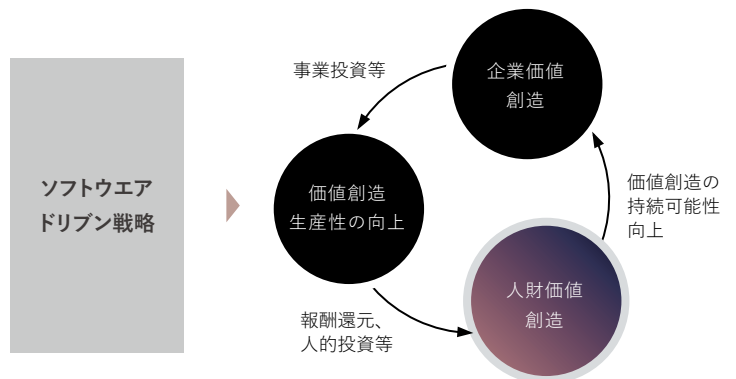 ソフトウエア
ドリブン戦略
事業投資等
企業価値
創造
価値創造
生産性の向上
価値創造の
持続可能性
向上
人財価値
創造
報酬還元、
人的投資等